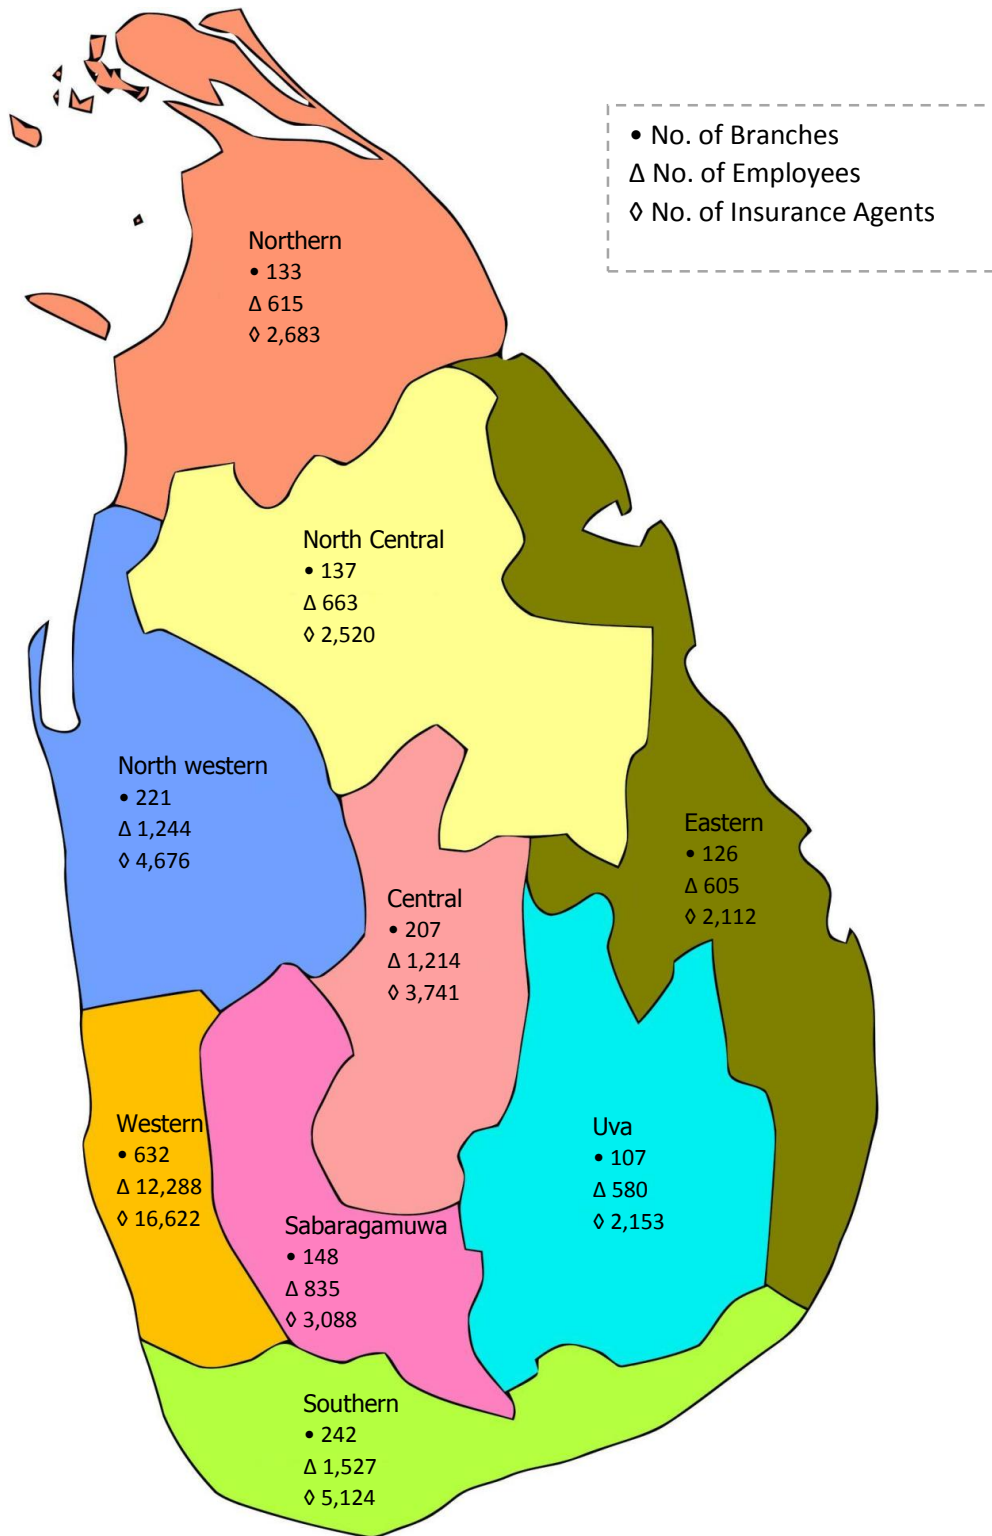 • No. of Branches
Δ No. of Employees
◊ No. of Insurance Agents
Northern
• 133
Δ 615
◊ 2,683
North Central
• 137
Δ 663
◊ 2,520
North western
• 221
Δ 1,244
◊ 4,676
Eastern
• 126
Δ 605
◊ 2,112
Central
• 207
Δ 1,214
◊ 3,741
Western
• 632
Δ 12,288
◊ 16,622
Uva
• 107
Δ 580
◊ 2,153
Sabaragamuwa
• 148
Δ 835
◊ 3,088
Southern
• 242
Δ 1,527
◊ 5,124